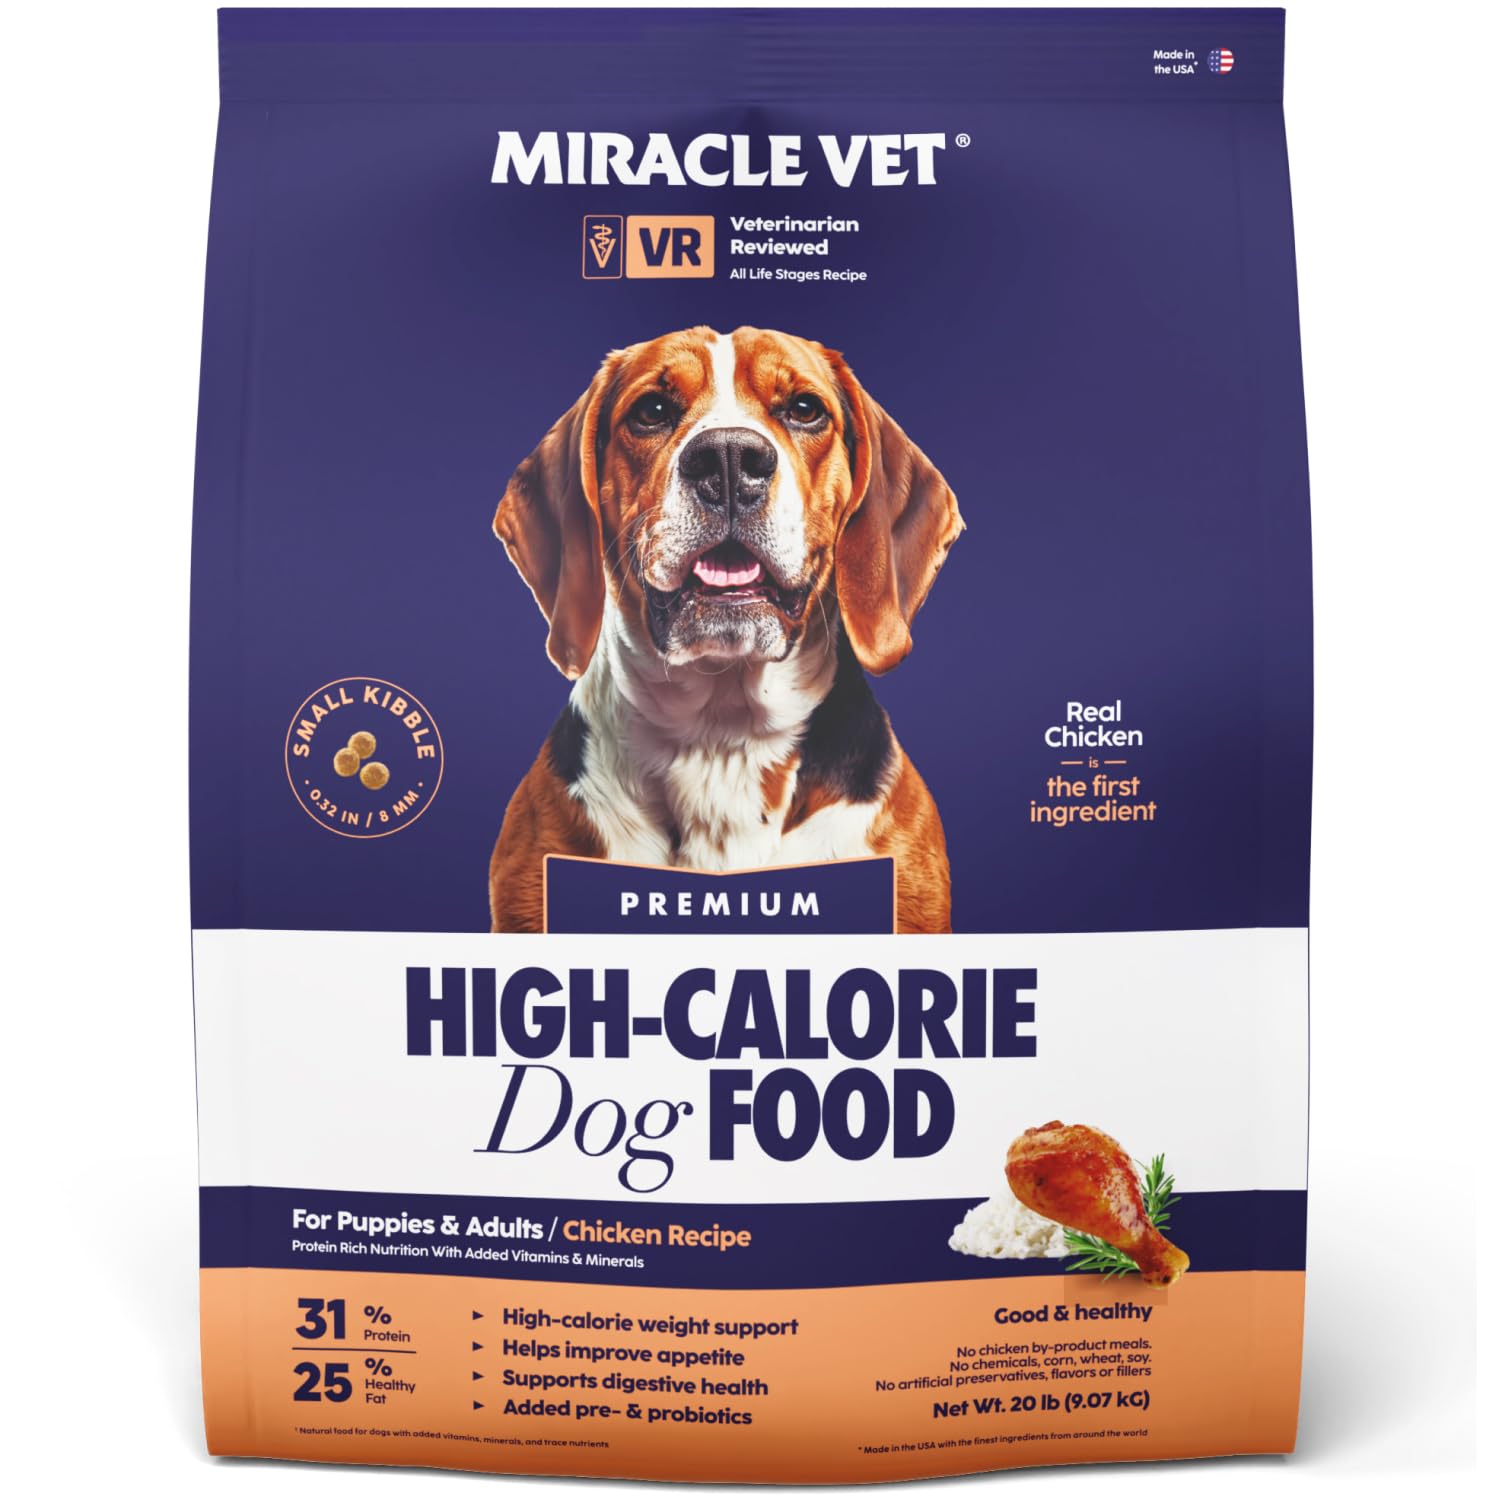 Made in
the USA*
MIRACLE VET®
VR
Veterinarian
Reviewed
All Life Stages Recipe
SMALL KIBBLE
• 0.32 IN / 8 MM •
Real
Chicken
— is —
the first
ingredient
PREMIUM
HIGH-CALORIE
Dog FOOD
For Puppies & Adults / Chicken Recipe
Protein Rich Nutrition With Added Vitamins & Minerals
31 % Protein
25 % Healthy
Fat
High-calorie weight support
Helps improve appetite
Supports digestive health
Added pre- & probiotics
Good & healthy
No chicken by-product meals.
No chemicals, corn, wheat, soy.
No artificial preservatives, flavors or fillers
Net Wt. 20 lb (9.07 kG)
¹ Natural food for dogs with added vitamins, minerals, and trace nutrients
* Made in the USA with the finest ingredients from around the world